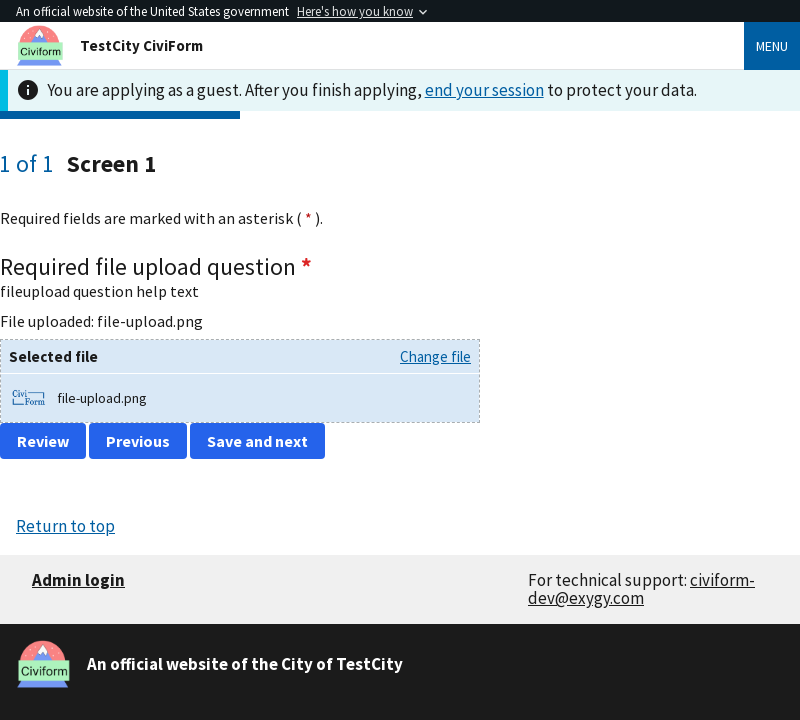 An official website of the United States government Here's how you know
Civiform TestCity CiviForm MENU
You are applying as a guest. After you finish applying, end your session to protect your data.
1 of 1 Screen 1
Required fields are marked with an asterisk ( * ).
Required file upload question *
fileupload question help text
File uploaded: file-upload.png
Selected file Change file
Civi
Form file-upload.png
Review Previous Save and next
Return to top
Admin login
For technical support: civiform-
dev@exygy.com
Civiform An official website of the City of TestCity